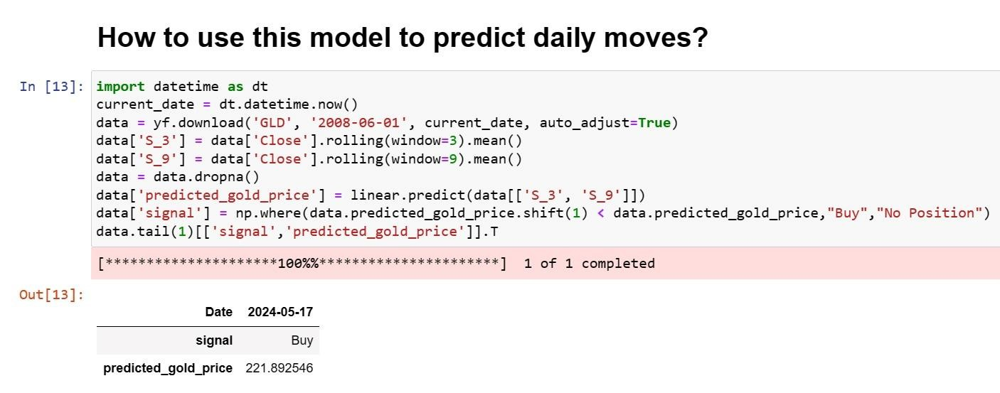 How to use this model to predict daily moves?
In [13]: import datetime as dt
current_date = dt.datetime.now()
data = yf.download('GLD', '2008-06-01', current_date, auto_adjust=True)
data['S_3'] = data['Close'].rolling(window=3).mean()
data['S_9'] = data['Close'].rolling(window=9).mean()
data = data.dropna()
data['predicted_gold_price'] = linear.predict(data[['S_3', 'S_9']])
data['signal'] = np.where(data.predicted_gold_price.shift(1) < data.predicted_gold_price,"Buy","No Position")
data.tail(1)[['signal','predicted_gold_price']].T
[*********************100%%**********************]  1 of 1 completed
Out[13]:
Date 2024-05-17
signal Buy
predicted_gold_price 221.892546